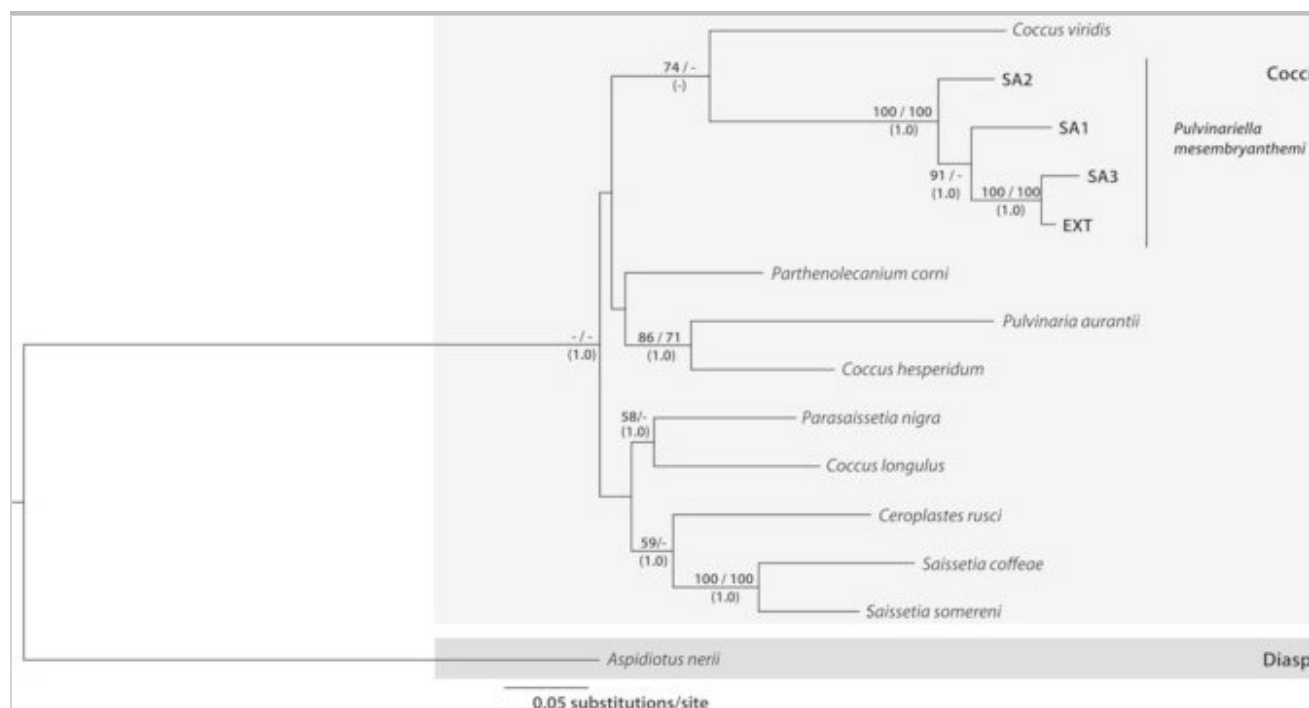 Coccus viridis
74 / -
(-)
Cocci
SA2
100 / 100
(1.0)
SA1
Pulvinariella
mesembryanthemi
91 / -
(1.0)
SA3
100 / 100
(1.0)
EXT
Parthenolecanium corni
Pulvinaria aurantii
- / -
(1.0)
86 / 71
(1.0)
Coccus hesperidum
58/-
(1.0)
Parasaissetia nigra
Coccus longulus
Ceroplastes rusci
59/-
(1.0)
Saissetia coffeae
100 / 100
(1.0)
Saissetia somereni
Aspidiotus nerii
Diasp
0.05 substitutions/site